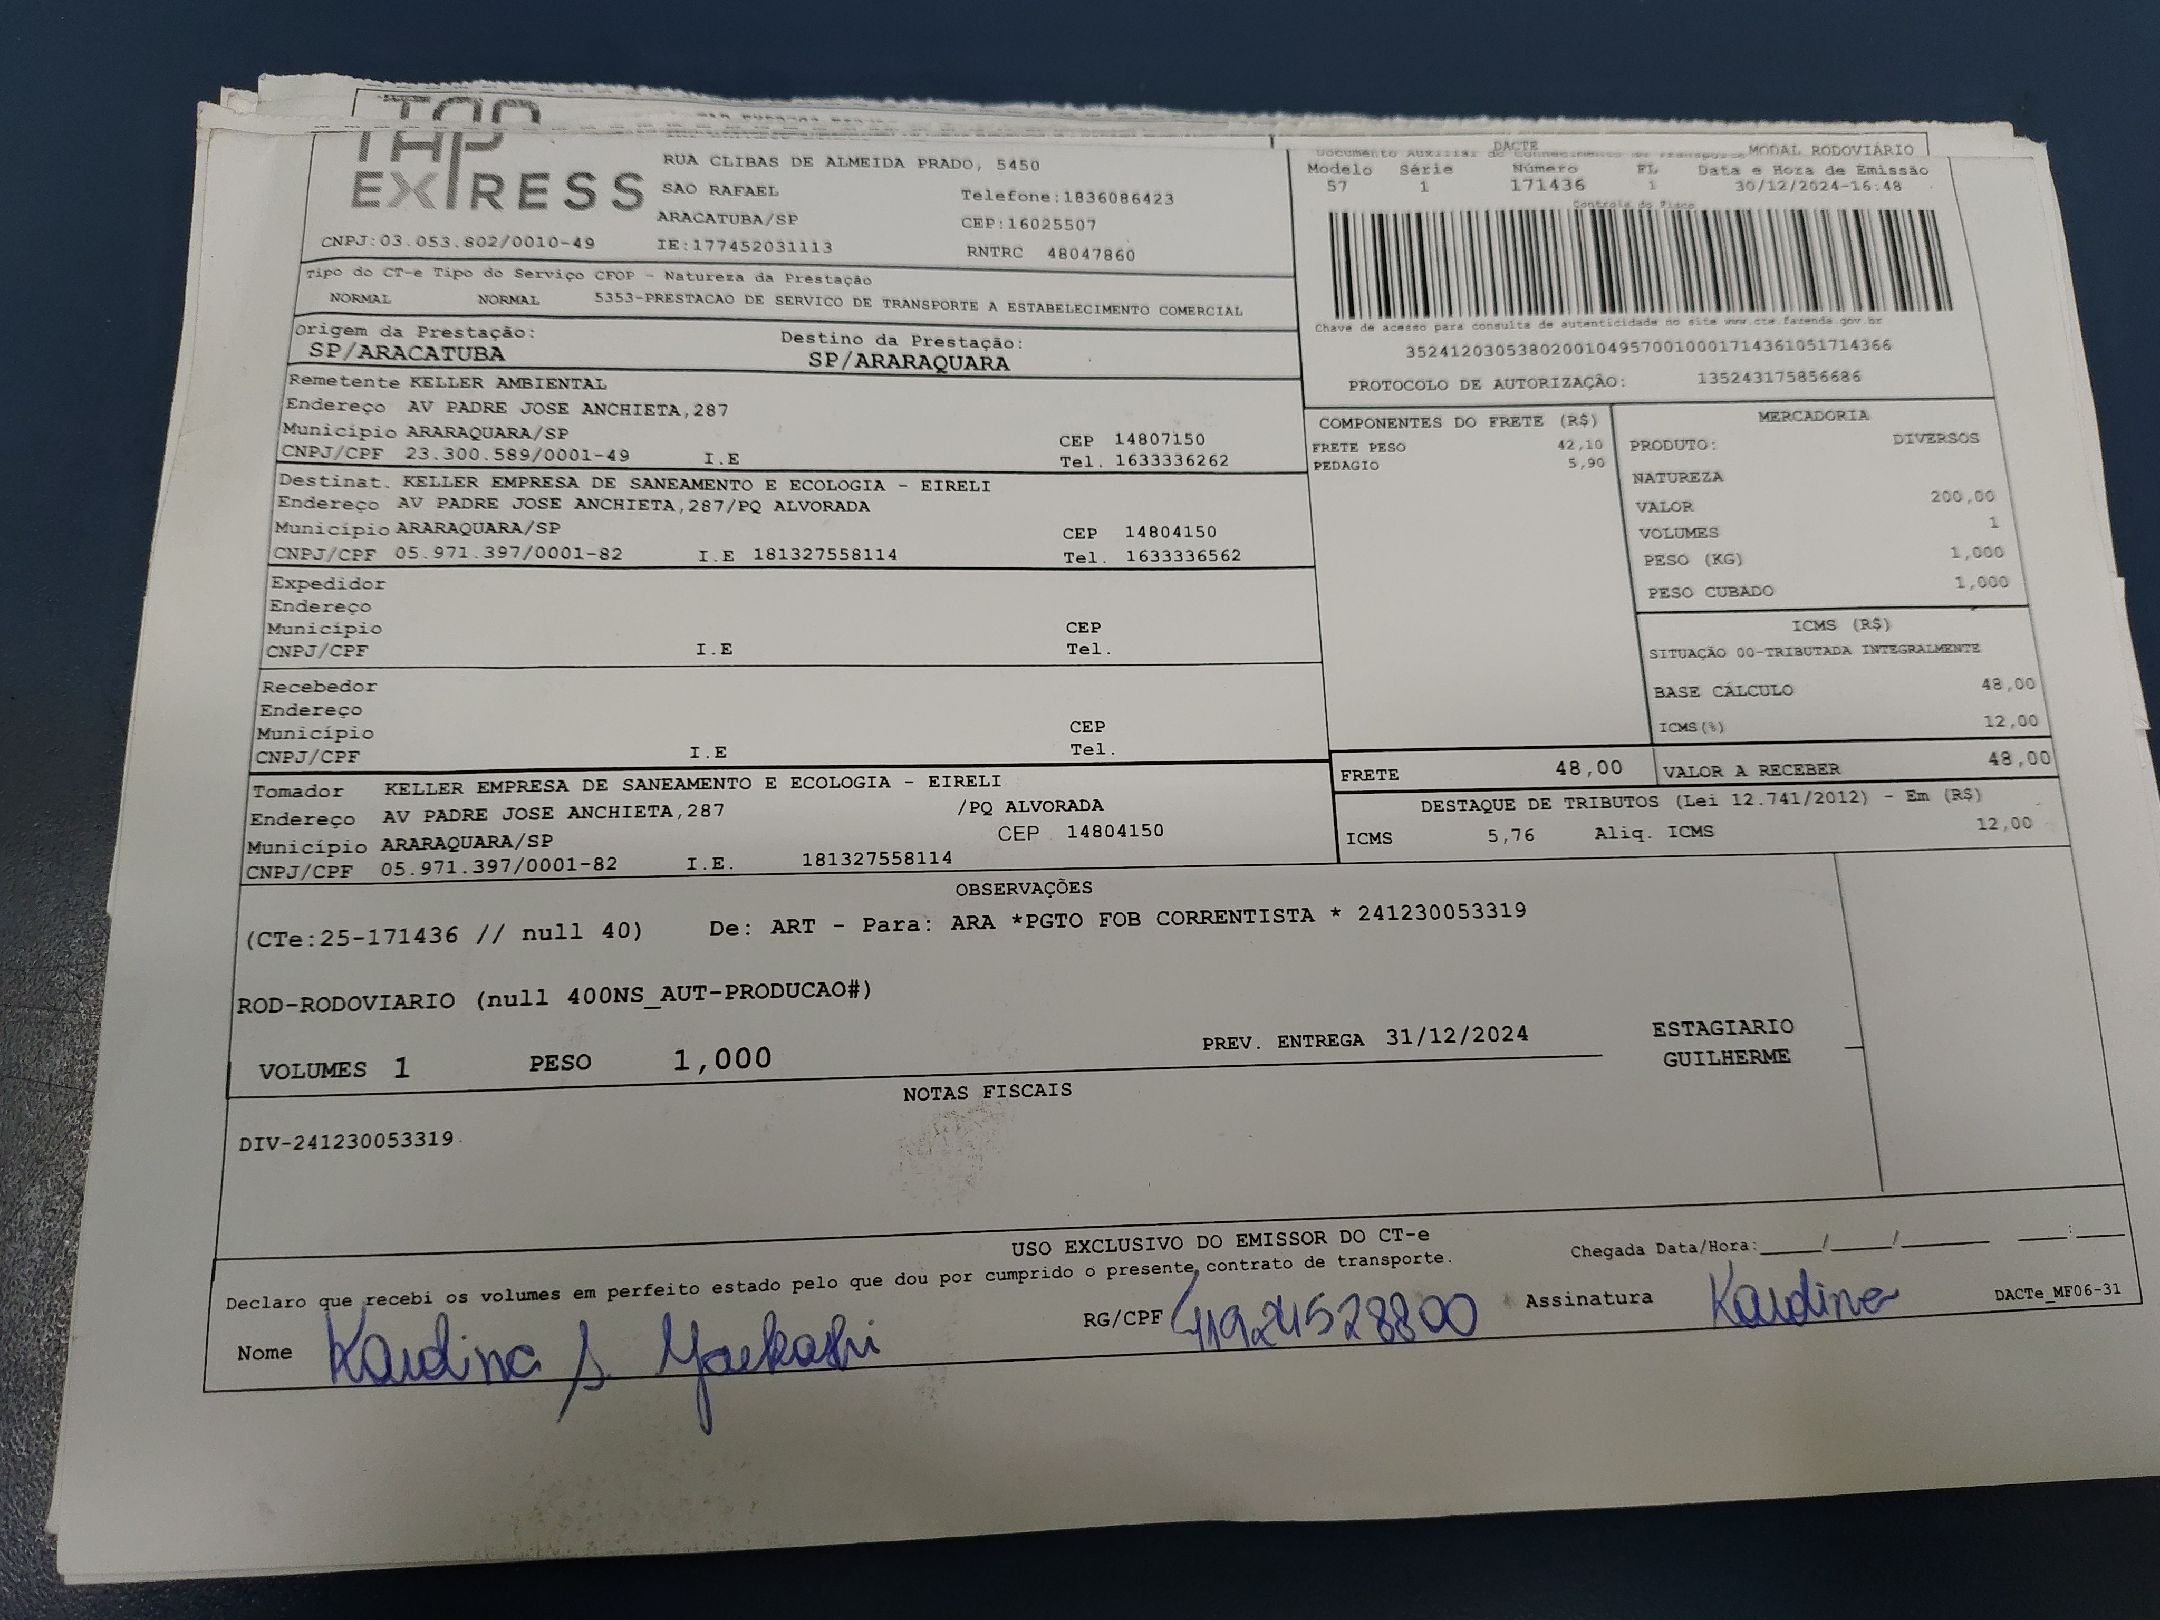 TAP
EXPRESS
RUA CLIBAS DE ALMEIDA PRADO, 5450
SAO RAFAEL Telefone:1836086423
ARACATUBA/SP CEP:16025507
CNPJ:03.053.802/0010-49 IE:177452031113 RNTRC 48047860
DACTE MODAL RODOVIÁRIO
Documento Auxiliar do Conhecimento de Transporte
Modelo Série Número FL Data e Hora de Emissão
57 1 171436 1 30/12/2024-16:48
Controle do Fisco
Chave de acesso para consulta de autenticidade no site www.cte.fazenda.gov.br
35241203053802001049570010001714361051714366
PROTOCOLO DE AUTORIZAÇÃO: 135243175856686
Tipo do CT-e Tipo do Serviço CFOP - Natureza da Prestação
NORMAL NORMAL 5353-PRESTACAO DE SERVICO DE TRANSPORTE A ESTABELECIMENTO COMERCIAL
Origem da Prestação: Destino da Prestação:
SP/ARACATUBA SP/ARARAQUARA
Remetente KELLER AMBIENTAL
Endereço AV PADRE JOSE ANCHIETA,287
Município ARARAQUARA/SP CEP 14807150
CNPJ/CPF 23.300.589/0001-49 I.E Tel. 1633336262
Destinat. KELLER EMPRESA DE SANEAMENTO E ECOLOGIA - EIRELI
Endereço AV PADRE JOSE ANCHIETA,287/PQ ALVORADA
Município ARARAQUARA/SP CEP 14804150
CNPJ/CPF 05.971.397/0001-82 I.E 181327558114 Tel. 1633336562
Expedidor
Endereço
Município CEP
CNPJ/CPF I.E Tel.
Recebedor
Endereço
Município CEP
CNPJ/CPF I.E Tel.
Tomador KELLER EMPRESA DE SANEAMENTO E ECOLOGIA - EIRELI
Endereço AV PADRE JOSE ANCHIETA,287 /PQ ALVORADA
Município ARARAQUARA/SP CEP 14804150
CNPJ/CPF 05.971.397/0001-82 I.E. 181327558114
COMPONENTES DO FRETE (R$)
FRETE PESO 42,10
PEDAGIO 5,90
MERCADORIA
PRODUTO: DIVERSOS
NATUREZA
VALOR 200,00
VOLUMES 1
PESO (KG) 1,000
PESO CUBADO 1,000
ICMS (R$)
SITUAÇÃO 00-TRIBUTADA INTEGRALMENTE
BASE CÁLCULO 48,00
ICMS(%) 12,00
FRETE 48,00 VALOR A RECEBER 48,00
DESTAQUE DE TRIBUTOS (Lei 12.741/2012) - Em (R$)
ICMS 5,76 Aliq. ICMS 12,00
OBSERVAÇÕES
(CTe:25-171436 // null 40) De: ART - Para: ARA *PGTO FOB CORRENTISTA * 241230053319
ROD-RODOVIARIO (null 400NS_AUT-PRODUCAO#)
VOLUMES 1 PESO 1,000 PREV. ENTREGA 31/12/2024 ESTAGIARIO
GUILHERME
NOTAS FISCAIS
DIV-241230053319
USO EXCLUSIVO DO EMISSOR DO CT-e
Declaro que recebi os volumes em perfeito estado pelo que dou por cumprido o presente contrato de transporte. Chegada Data/Hora:____/____/______ ___:___
Nome RG/CPF 41924528800 Assinatura DACTe_MF06-31